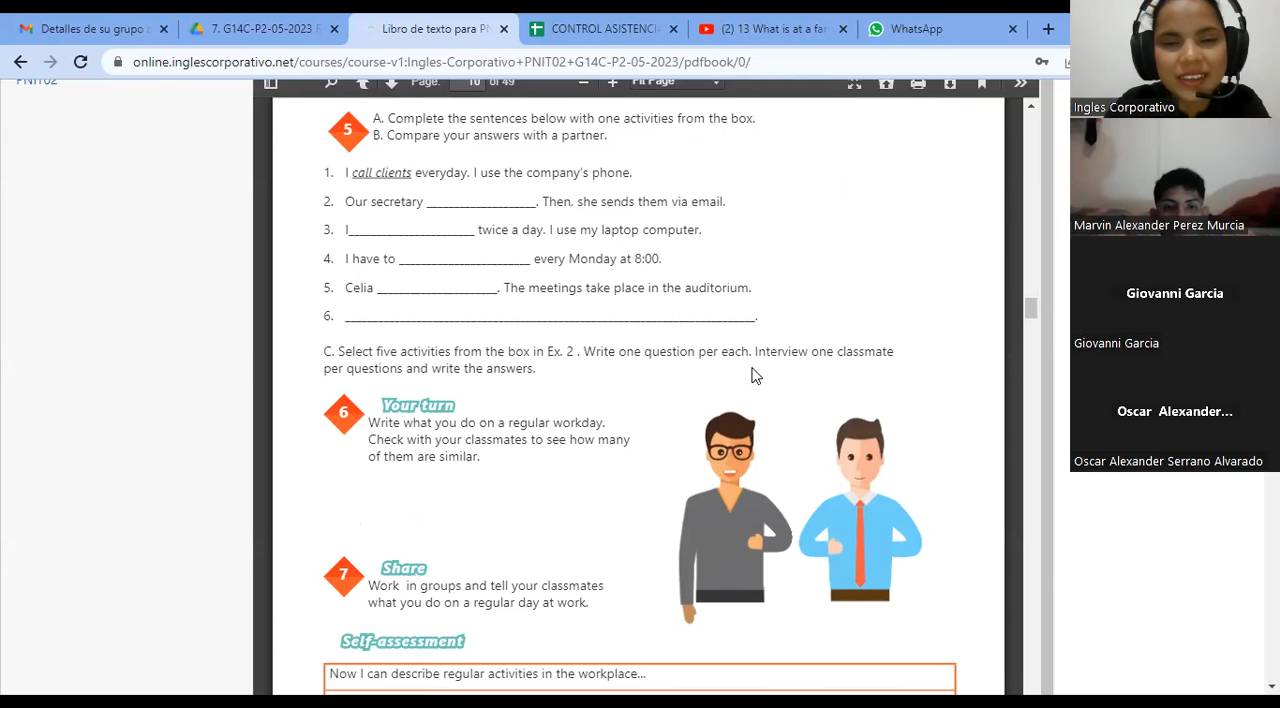 Detalles de su grupo
7. G14C-P2-05-2023
Libro de texto para PN
CONTROL ASISTENCI
(2) 13 What is at a fan
WhatsApp
online.inglescorporativo.net/courses/course-v1:Ingles-Corporativo+PNIT02+G14C-P2-05-2023/pdfbook/0/
PNIT02
Page: 10 of 49
Fit Page
5
A. Complete the sentences below with one activities from the box.
B. Compare your answers with a partner.
1. I call clients everyday. I use the company's phone.
2. Our secretary ____________________. Then, she sends them via email.
3. I_______________________ twice a day. I use my laptop computer.
4. I have to ________________________ every Monday at 8:00.
5. Celia ______________________. The meetings take place in the auditorium.
6. ___________________________________________________________________________.
C. Select five activities from the box in Ex. 2 . Write one question per each. Interview one classmate
per questions and write the answers.
6
Your turn
Write what you do on a regular workday.
Check with your classmates to see how many
of them are similar.
7
Share
Work in groups and tell your classmates
what you do on a regular day at work.
Self-assessment
Now I can describe regular activities in the workplace...
Ingles Corporativo
Marvin Alexander Perez Murcia
Giovanni Garcia
Giovanni Garcia
Oscar Alexander...
Oscar Alexander Serrano Alvarado